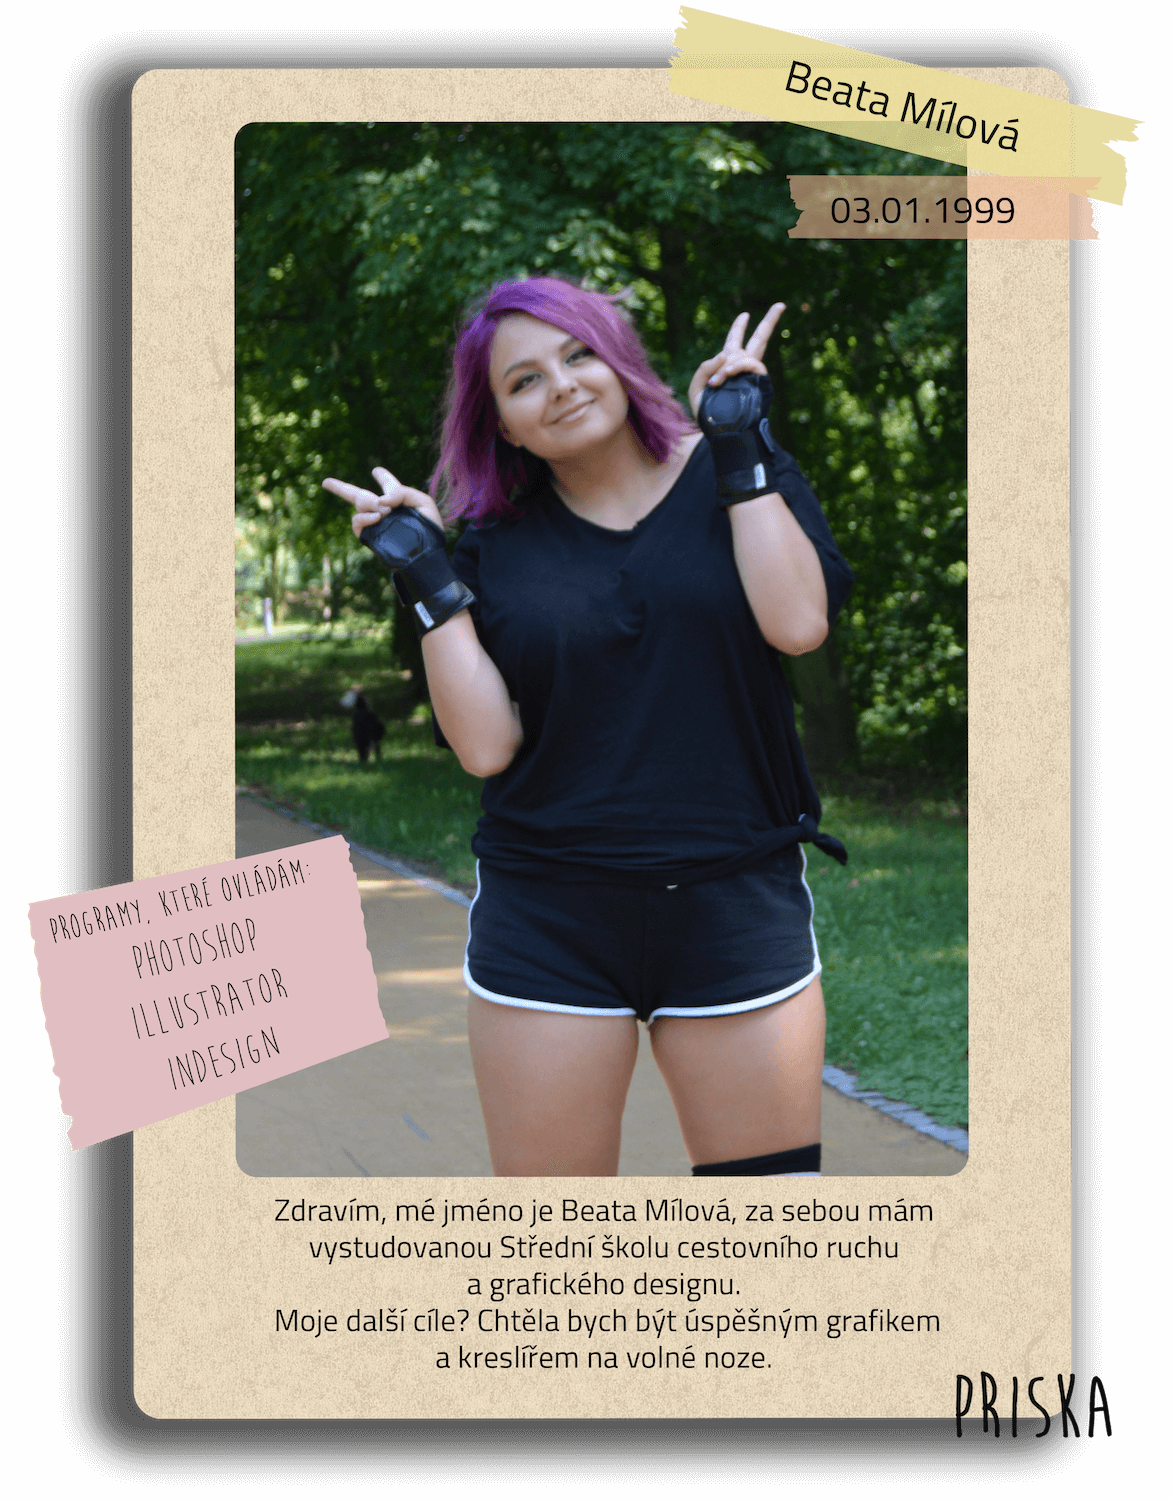 Beata Mílová
03.01.1999
PROGRAMY, KTERÉ OVLÁDÁM:
PHOTOSHOP
ILLUSTRATOR
INDESIGN
Zdravím, mé jméno je Beata Mílová, za sebou mám
vystudovanou Střední školu cestovního ruchu
a grafického designu.
Moje další cíle? Chtěla bych být úspěšným grafikem
a kreslířem na volné noze.
PRISKA